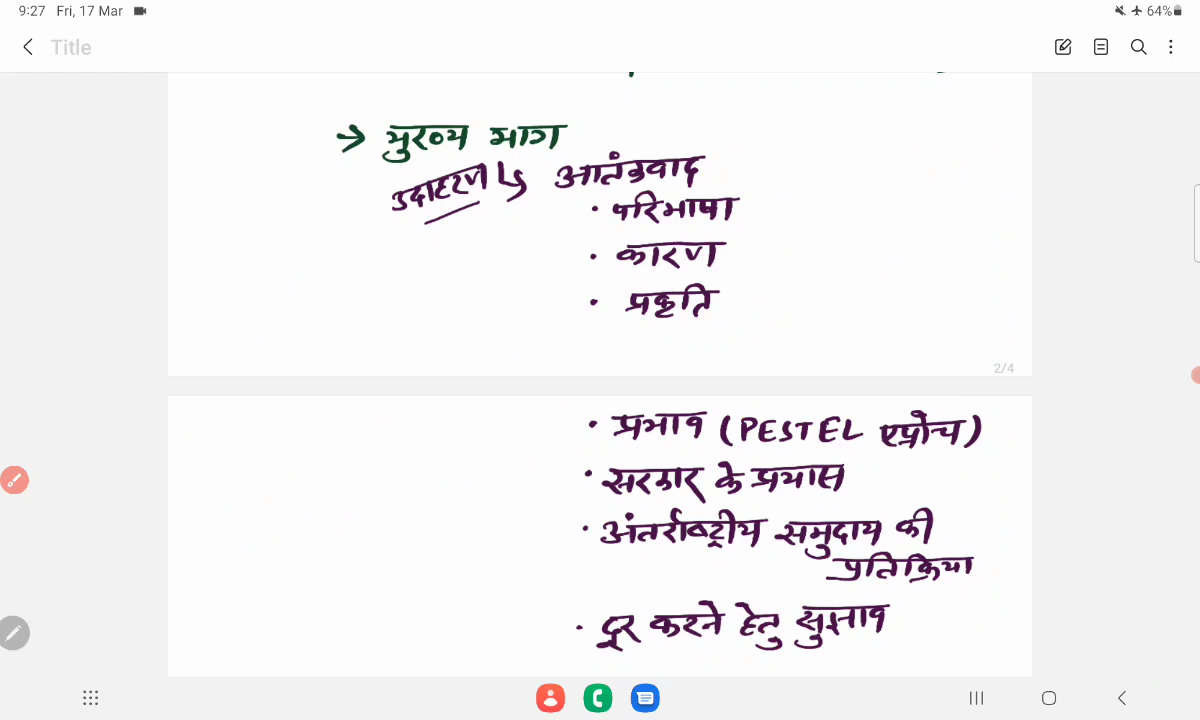 9:27 Fri, 17 Mar 64%
Title
→ मुख्य भाग
उदाहरण ↳ आतंकवाद
• परिभाषा
• कारण
• प्रकृति
2/4
• प्रभाव (PESTEL एप्रोच)
• सरकार के प्रयास
• अंतर्राष्ट्रीय समुदाय की
प्रतिक्रिया
• दूर करने हेतु सुझाव